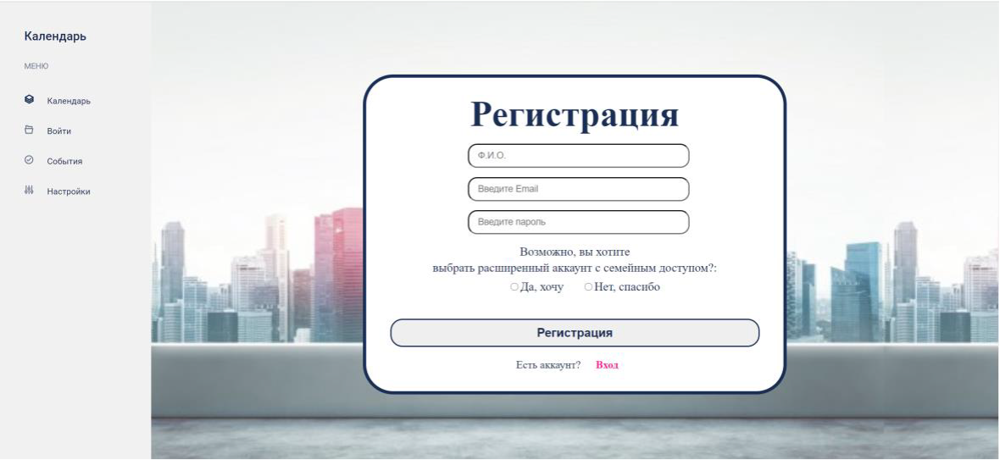 Календарь
МЕНЮ
Календарь
Войти
События
Настройки
Регистрация
Ф.И.О.
Введите Email
Введите пароль
Возможно, вы хотите
выбрать расширенный аккаунт с семейным доступом?:
Да, хочу Нет, спасибо
Регистрация
Есть аккаунт? Вход